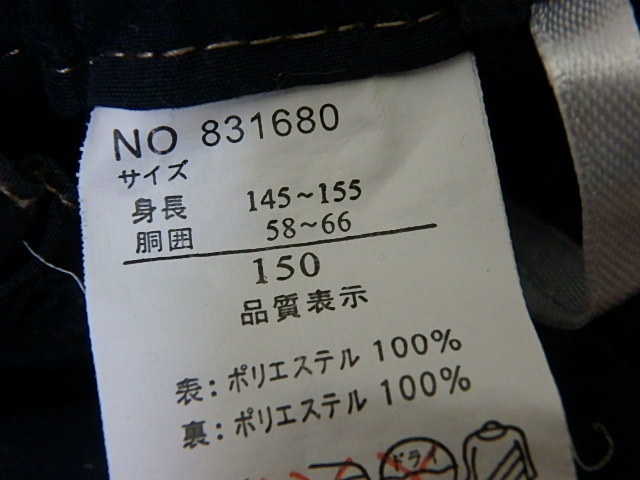 NO 831680
サイズ
身長 145~155
胴囲 58~66
150
品質表示
表: ポリエステル 100%
裏: ポリエステル 100%
ドライ